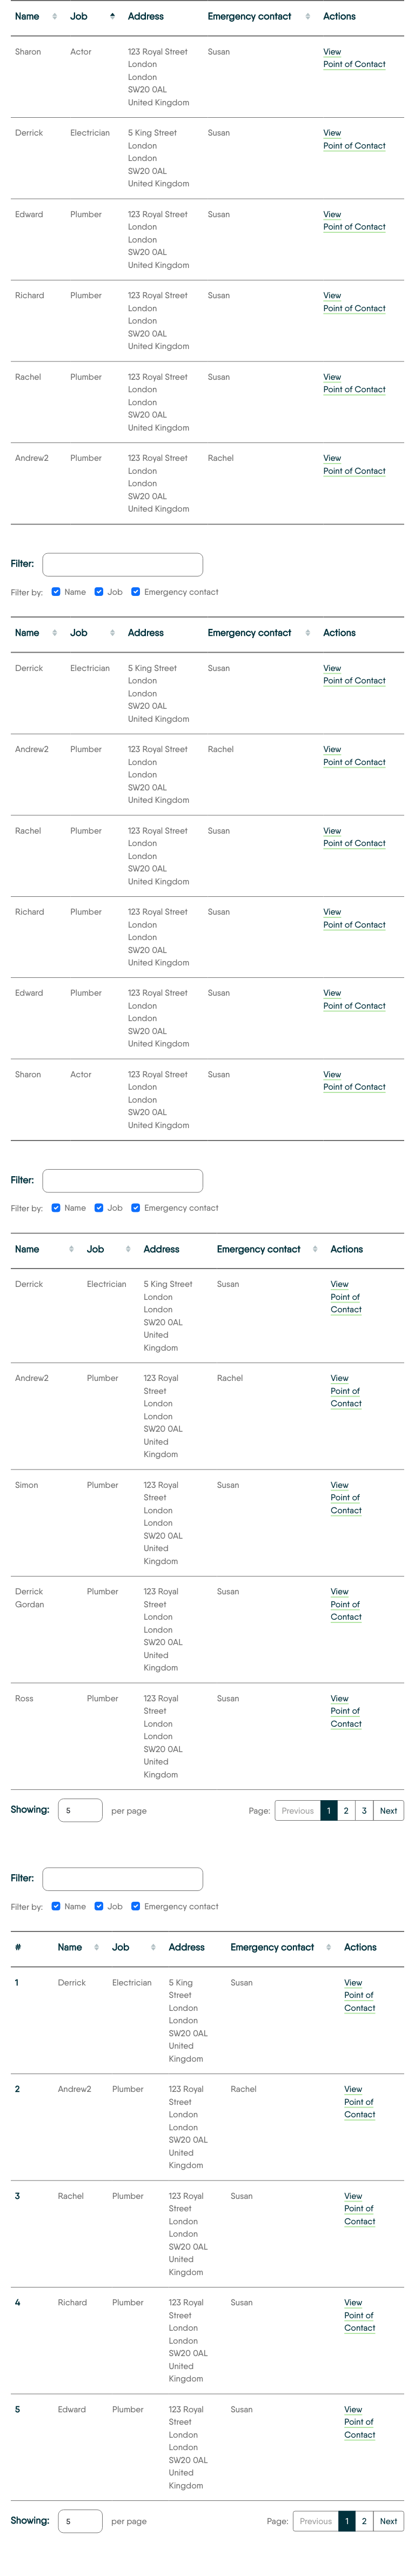 Name Job Address Emergency contact Actions
Sharon Actor 123 Royal Street Susan View
London Point of Contact
London
SW20 0AL
United Kingdom
Derrick Electrician 5 King Street Susan View
London Point of Contact
London
SW20 0AL
United Kingdom
Edward Plumber 123 Royal Street Susan View
London Point of Contact
London
SW20 0AL
United Kingdom
Richard Plumber 123 Royal Street Susan View
London Point of Contact
London
SW20 0AL
United Kingdom
Rachel Plumber 123 Royal Street Susan View
London Point of Contact
London
SW20 0AL
United Kingdom
Andrew2 Plumber 123 Royal Street Rachel View
London Point of Contact
London
SW20 0AL
United Kingdom
Filter:
Filter by: Name Job Emergency contact
Name Job Address Emergency contact Actions
Derrick Electrician 5 King Street Susan View
London Point of Contact
London
SW20 0AL
United Kingdom
Andrew2 Plumber 123 Royal Street Rachel View
London Point of Contact
London
SW20 0AL
United Kingdom
Rachel Plumber 123 Royal Street Susan View
London Point of Contact
London
SW20 0AL
United Kingdom
Richard Plumber 123 Royal Street Susan View
London Point of Contact
London
SW20 0AL
United Kingdom
Edward Plumber 123 Royal Street Susan View
London Point of Contact
London
SW20 0AL
United Kingdom
Sharon Actor 123 Royal Street Susan View
London Point of Contact
London
SW20 0AL
United Kingdom
Filter:
Filter by: Name Job Emergency contact
Name Job Address Emergency contact Actions
Derrick Electrician 5 King Street Susan View
London Point of
London Contact
SW20 0AL
United
Kingdom
Andrew2 Plumber 123 Royal Rachel View
Street Point of
London Contact
London
SW20 0AL
United
Kingdom
Simon Plumber 123 Royal Susan View
Street Point of
London Contact
London
SW20 0AL
United
Kingdom
Derrick Plumber 123 Royal Susan View
Gordan Street Point of
London Contact
London
SW20 0AL
United
Kingdom
Ross Plumber 123 Royal Susan View
Street Point of
London Contact
London
SW20 0AL
United
Kingdom
Showing: 5 per page Page: Previous 1 2 3 Next
Filter:
Filter by: Name Job Emergency contact
# Name Job Address Emergency contact Actions
1 Derrick Electrician 5 King Susan View
Street Point of
London Contact
London
SW20 0AL
United
Kingdom
2 Andrew2 Plumber 123 Royal Rachel View
Street Point of
London Contact
London
SW20 0AL
United
Kingdom
3 Rachel Plumber 123 Royal Susan View
Street Point of
London Contact
London
SW20 0AL
United
Kingdom
4 Richard Plumber 123 Royal Susan View
Street Point of
London Contact
London
SW20 0AL
United
Kingdom
5 Edward Plumber 123 Royal Susan View
Street Point of
London Contact
London
SW20 0AL
United
Kingdom
Showing: 5 per page Page: Previous 1 2 Next